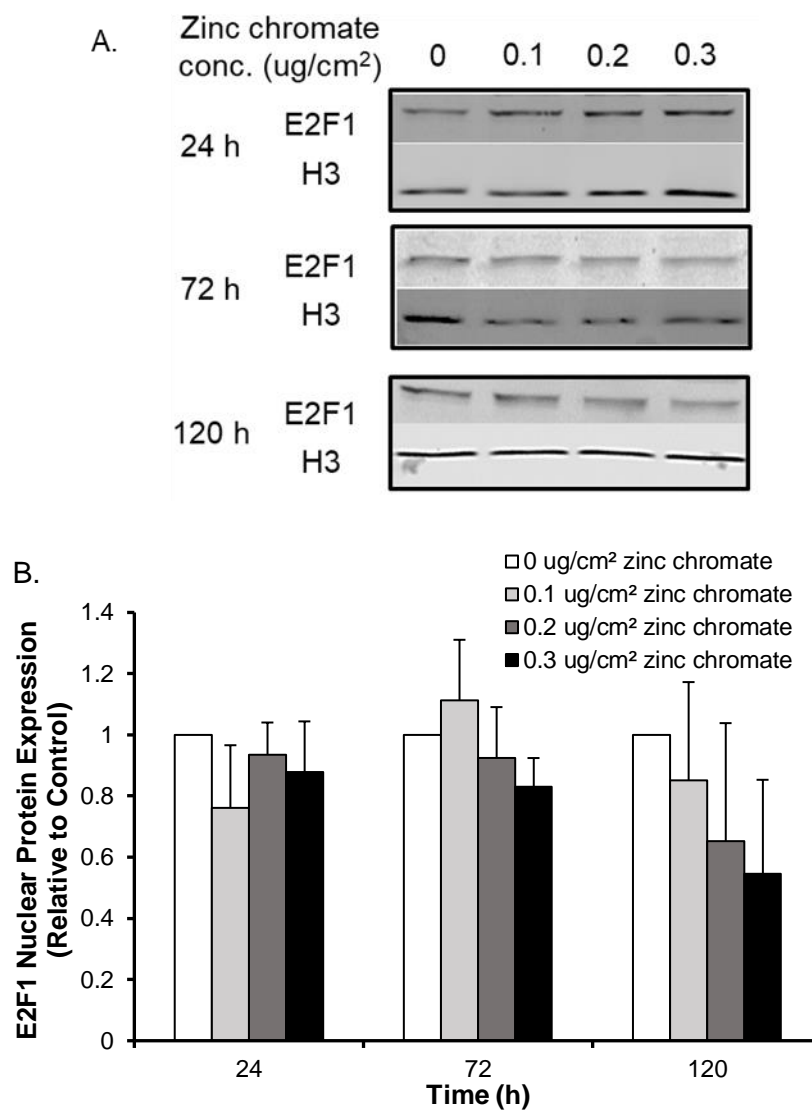 A.
Zinc chromate
conc. (ug/cm²) 0 0.1 0.2 0.3
24 h
E2F1
H3
72 h
E2F1
H3
120 h
E2F1
H3
B.
0 ug/cm² zinc chromate
0.1 ug/cm² zinc chromate
0.2 ug/cm² zinc chromate
0.3 ug/cm² zinc chromate
E2F1 Nuclear Protein Expression
(Relative to Control)
1.4
1.2
1
0.8
0.6
0.4
0.2
0
24 72 120
Time (h)